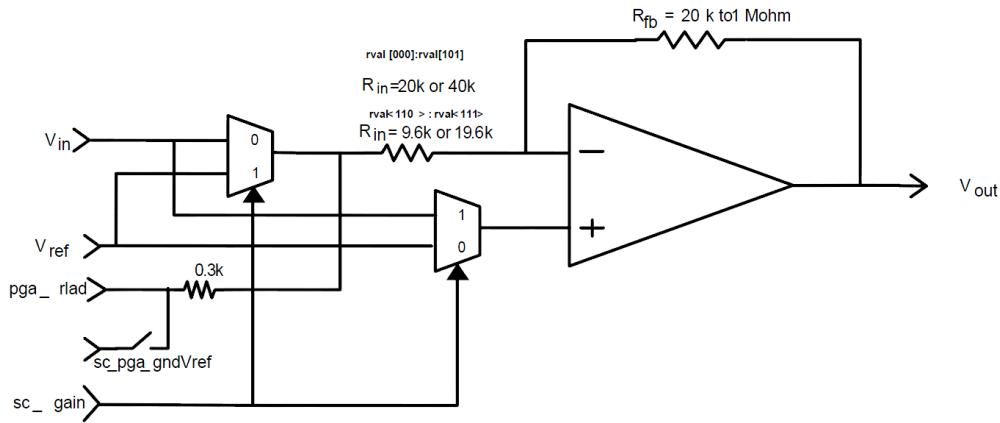 R fb = 20 k to1 Mohm
rval [000]:rval[101]
R in =20k or 40k
rval<110 > : rval<111>
R in = 9.6k or 19.6k
V in
0
1
V ref
1
0
V out
0.3k
pga_ rlad
sc_pga_gndVref
sc_ gain